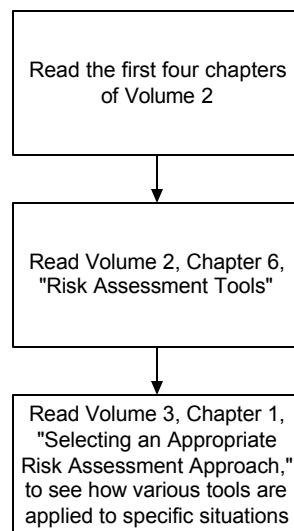 Read the first four chapters
of Volume 2
Read Volume 2, Chapter 6,
"Risk Assessment Tools"
Read Volume 3, Chapter 1,
"Selecting an Appropriate
Risk Assessment Approach,"
to see how various tools are
applied to specific situations